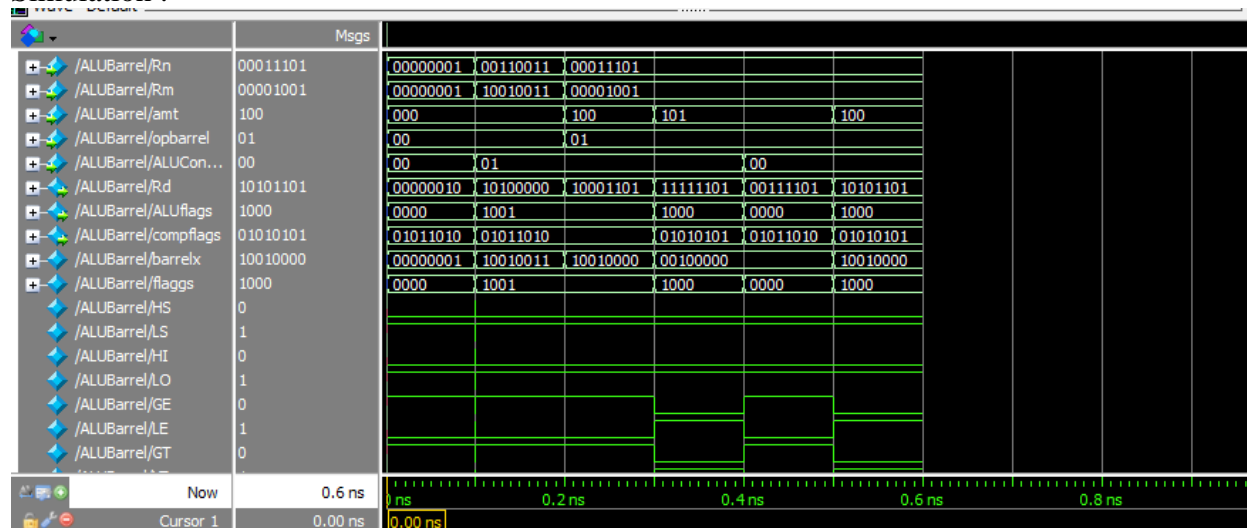 Msgs
/ALUBarrel/Rn 00011101 00000001 00110011 00011101
/ALUBarrel/Rm 00001001 00000001 10010011 00001001
/ALUBarrel/amt 100 000 100 101 100
/ALUBarrel/opbarrel 01 00 01
/ALUBarrel/ALUCon... 00 00 01 00
/ALUBarrel/Rd 10101101 00000010 10100000 10001101 11111101 00111101 10101101
/ALUBarrel/ALUflags 1000 0000 1001 1000 0000 1000
/ALUBarrel/compflags 01010101 01011010 01011010 01010101 01011010 01010101
/ALUBarrel/barrelx 10010000 00000001 10010011 10010000 00100000 10010000
/ALUBarrel/flaggs 1000 0000 1001 1000 0000 1000
/ALUBarrel/HS 0
/ALUBarrel/LS 1
/ALUBarrel/HI 0
/ALUBarrel/LO 1
/ALUBarrel/GE 0
/ALUBarrel/LE 1
/ALUBarrel/GT 0
Now 0.6 ns ns 0.2 ns 0.4 ns 0.6 ns 0.8 ns
Cursor 1 0.00 ns 0.00 ns